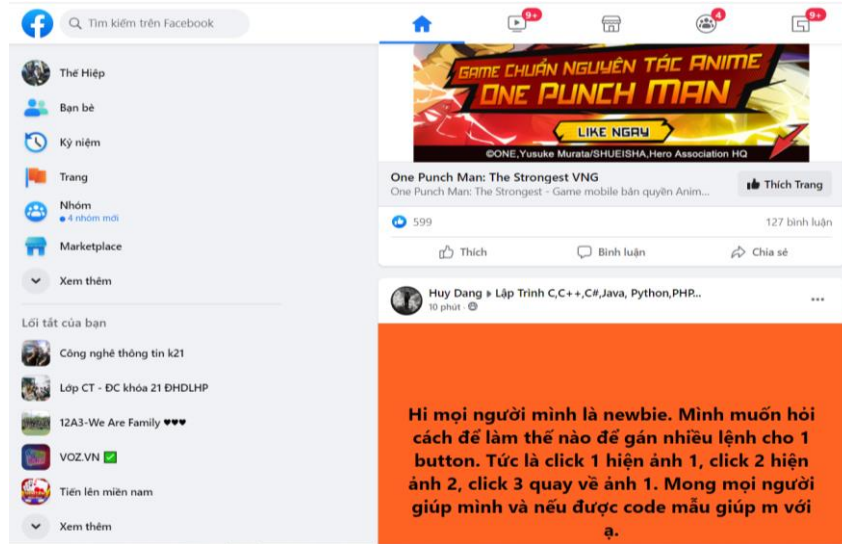 Tìm kiếm trên Facebook
9+
4
9+
Thế Hiệp
Bạn bè
Kỷ niệm
Trang
Nhóm
4 nhóm mới
Marketplace
Xem thêm
Lối tắt của bạn
Công nghê thông tin k21
Lớp CT - ĐC khóa 21 ĐHDLHP
12A3-We Are Family ♥♥♥
VOZ.VN ✅
Tiến lên miền nam
Xem thêm
GAME CHUẨN NGUYÊN TÁC ANIME
ONE PUNCH MAN
LIKE NGAY
©ONE,Yusuke Murata/SHUEISHA,Hero Association HQ
One Punch Man: The Strongest VNG
One Punch Man: The Strongest - Game mobile bản quyền Anim...
Thích Trang
599
127 bình luận
Thích
Bình luận
Chia sẻ
Huy Dang ▸ Lập Trình C,C++,C#,Java, Python,PHP...
10 phút ·
Hi mọi người mình là newbie. Mình muốn hỏi
cách để làm thế nào để gán nhiều lệnh cho 1
button. Tức là click 1 hiện ảnh 1, click 2 hiện
ảnh 2, click 3 quay về ảnh 1. Mong mọi người
giúp mình và nếu được code mẫu giúp m với
ạ.